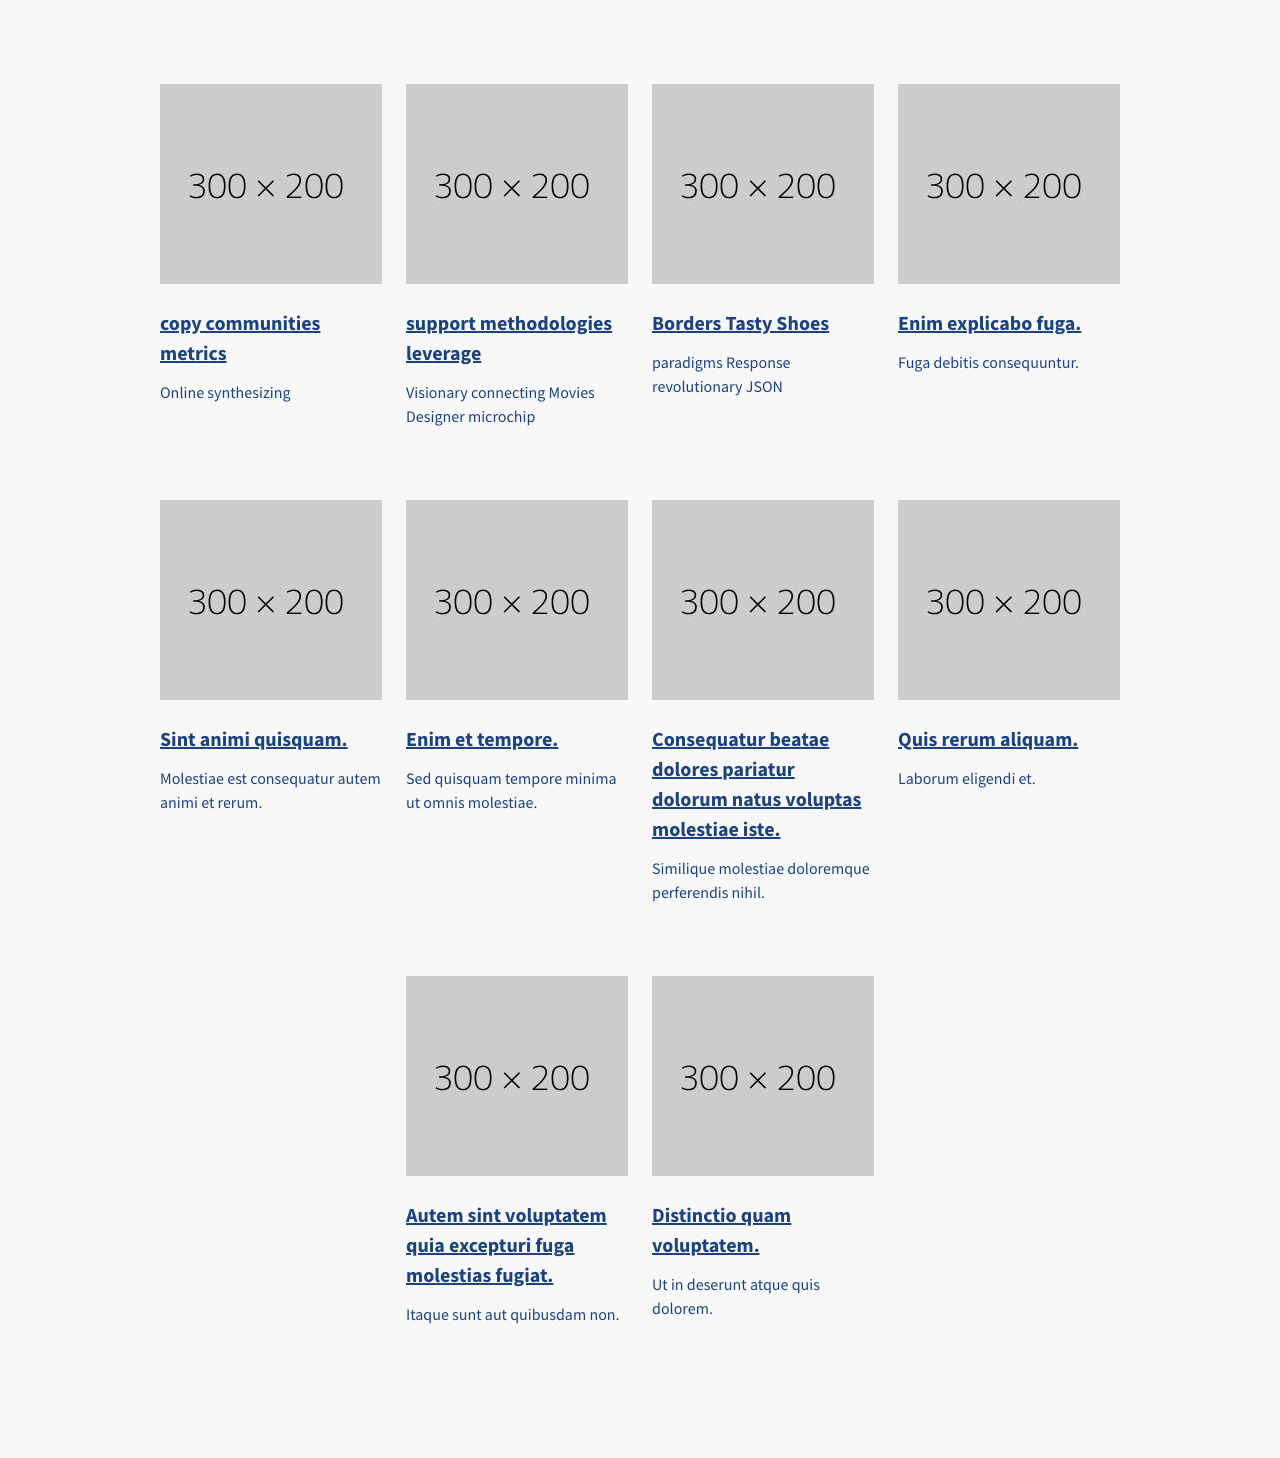 300 × 200
300 × 200
300 × 200
300 × 200
copy communities
metrics
Online synthesizing
support methodologies
leverage
Visionary connecting Movies
Designer microchip
Borders Tasty Shoes
paradigms Response
revolutionary JSON
Enim explicabo fuga.
Fuga debitis consequuntur.
300 × 200
300 × 200
300 × 200
300 × 200
Sint animi quisquam.
Molestiae est consequatur autem
animi et rerum.
Enim et tempore.
Sed quisquam tempore minima
ut omnis molestiae.
Consequatur beatae
dolores pariatur
dolorum natus voluptas
molestiae iste.
Similique molestiae doloremque
perferendis nihil.
Quis rerum aliquam.
Laborum eligendi et.
300 × 200
300 × 200
Autem sint voluptatem
quia excepturi fuga
molestias fugiat.
Itaque sunt aut quibusdam non.
Distinctio quam
voluptatem.
Ut in deserunt atque quis
dolorem.